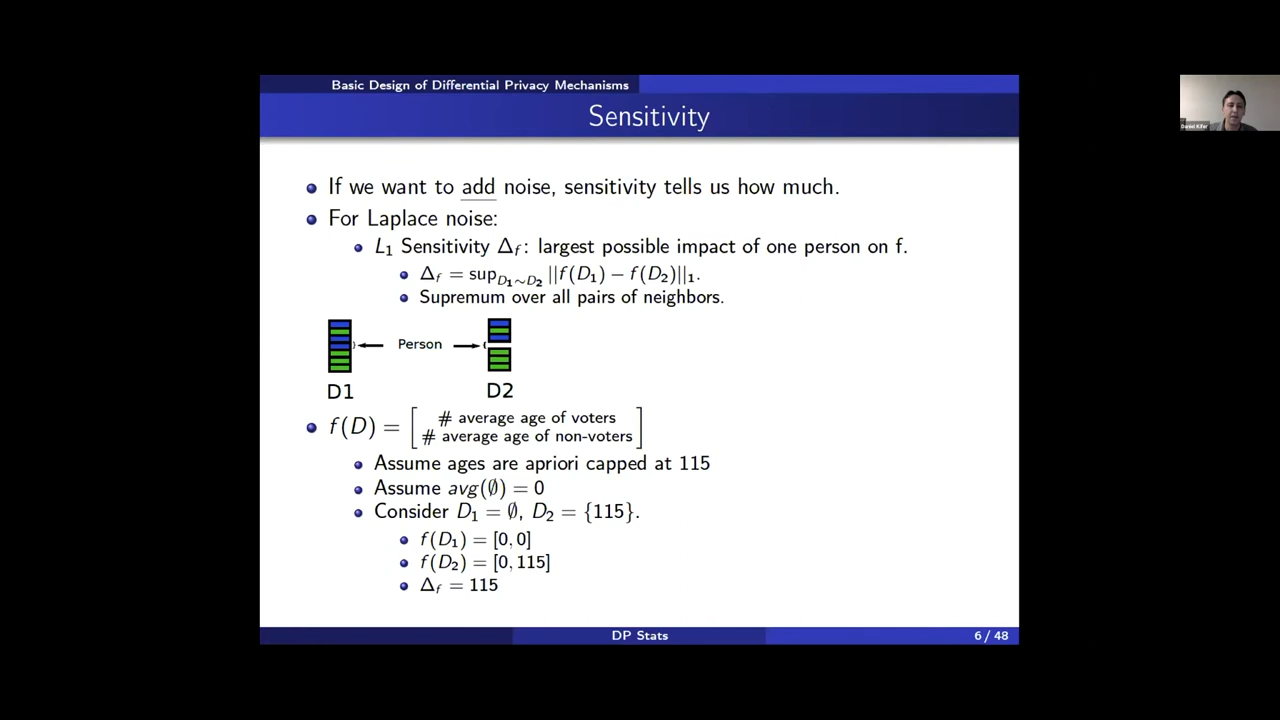 Basic Design of Differential Privacy Mechanisms
Sensitivity
If we want to add noise, sensitivity tells us how much.
For Laplace noise:
L₁ Sensitivity Δ_f: largest possible impact of one person on f.
Δ_f = sup_{D₁∼D₂} ||f(D₁) − f(D₂)||₁.
Supremum over all pairs of neighbors.
Person
D1 D2
f(D) = [ # average age of voters
# average age of non-voters ]
Assume ages are apriori capped at 115
Assume avg(∅) = 0
Consider D₁ = ∅, D₂ = {115}.
f(D₁) = [0, 0]
f(D₂) = [0, 115]
Δ_f = 115
DP Stats
6 / 48
Daniel Kifer